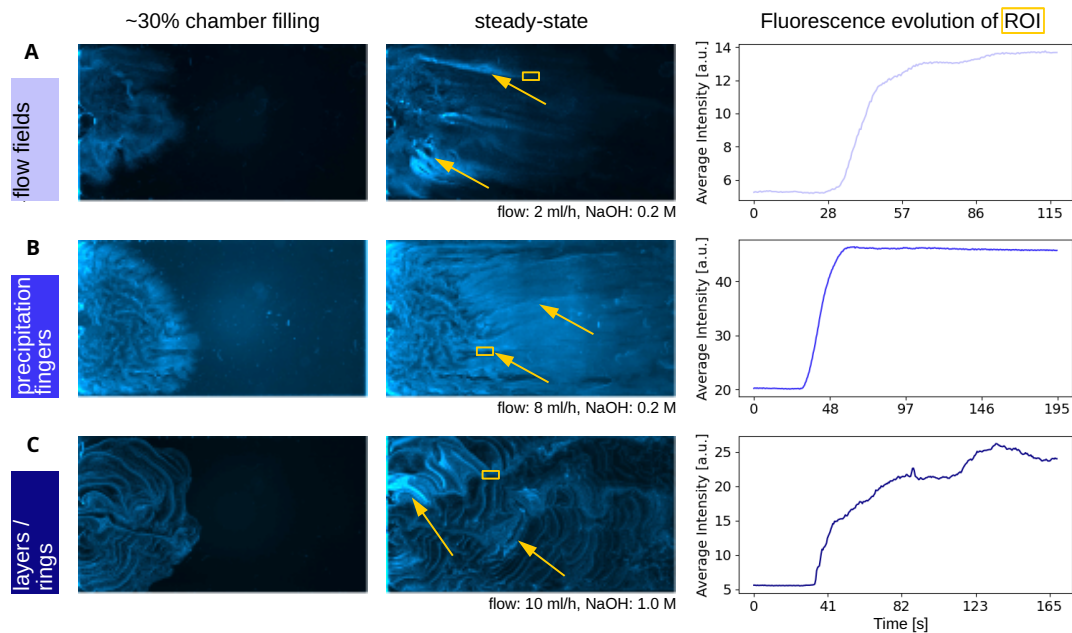 ~30% chamber filling
steady-state
Fluorescence evolution of ROI
A
flow fields
flow: 2 ml/h, NaOH: 0.2 M
Average Intensity [a.u.]
14
12
10
8
6
0 28 57 86 115
B
precipitation
fingers
flow: 8 ml/h, NaOH: 0.2 M
Average Intensity [a.u.]
40
30
20
0 48 97 146 195
C
layers /
rings
flow: 10 ml/h, NaOH: 1.0 M
Average Intensity [a.u.]
25
20
15
10
5
0 41 82 123 165
Time [s]